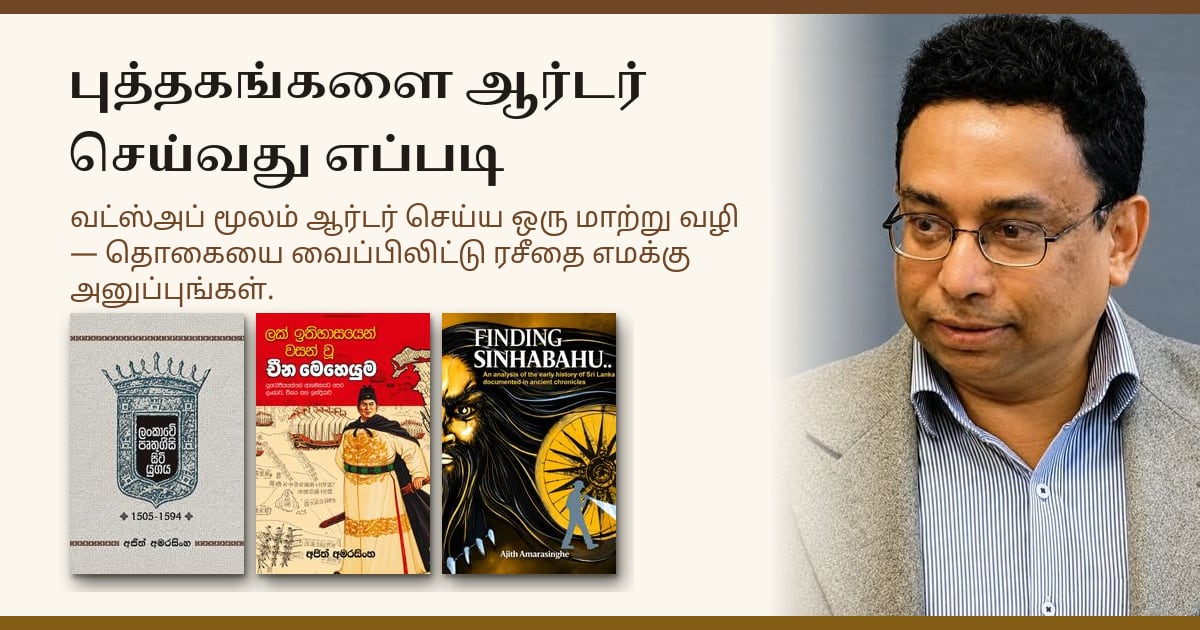 புத்தகங்களை ஆர்டர்
செய்வது எப்படி
வட்ஸ்அப் மூலம் ஆர்டர் செய்ய ஒரு மாற்று வழி
— தொகையை வைப்பிலிட்டு ரசீதை எமக்கு
அனுப்புங்கள்.
ලංකාවේ
පෘතුගීසි
සිටි
යුගය
1505-1594
අජිත් අමරසිංහ
ලක් ඉතිහාසයෙන්
වසන් වූ
චීන මෙහෙයුම
අජිත් අමරසිංහ
FINDING
SINHABAHU..
An analysis of the early history of Sri Lanka
documented in ancient chronicles
Ajith Amarasinghe